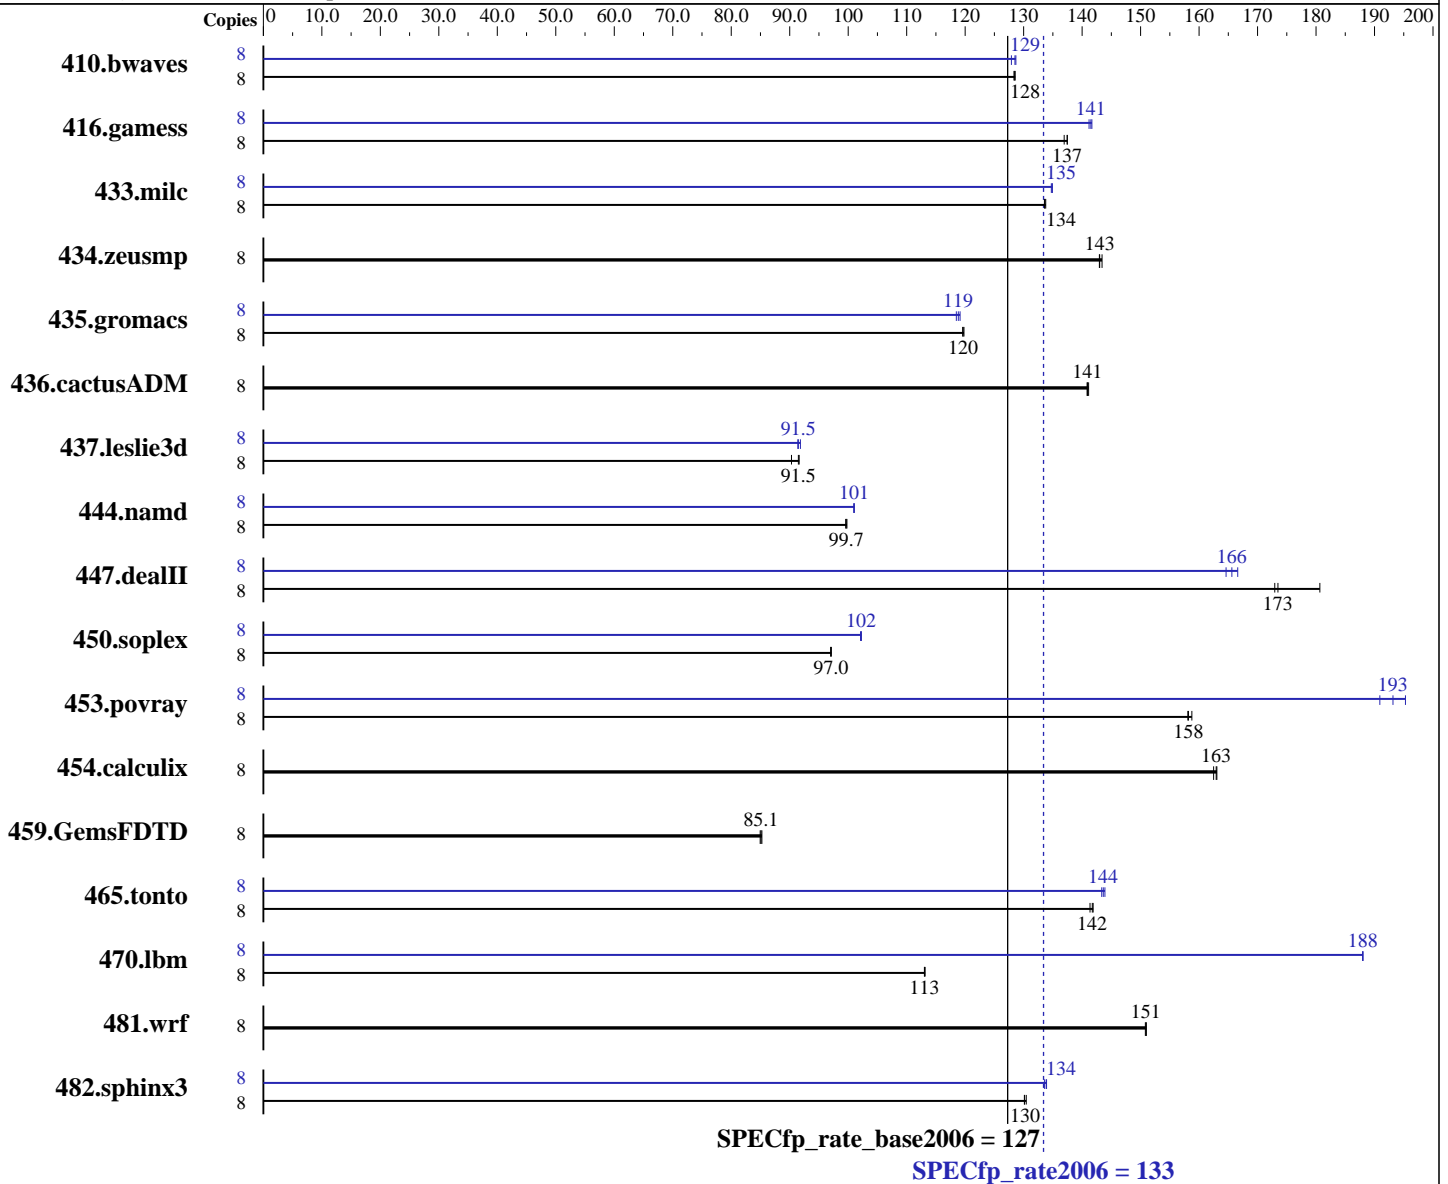 Copies 0 10.0 20.0 30.0 40.0 50.0 60.0 70.0 80.0 90.0 100 110 120 130 140 150 160 170 180 190 200
410.bwaves 8 129
8 128
416.gamess 8 141
8 137
433.milc 8 135
8 134
434.zeusmp 8 143
435.gromacs 8 119
8 120
436.cactusADM 8 141
437.leslie3d 8 91.5
8 91.5
444.namd 8 101
8 99.7
447.dealII 8 166
8 173
450.soplex 8 102
8 97.0
453.povray 8 193
8 158
454.calculix 8 163
459.GemsFDTD 8 85.1
465.tonto 8 144
8 142
470.lbm 8 188
8 113
481.wrf 8 151
482.sphinx3 8 134
8 130
SPECfp_rate_base2006 = 127
SPECfp_rate2006 = 133